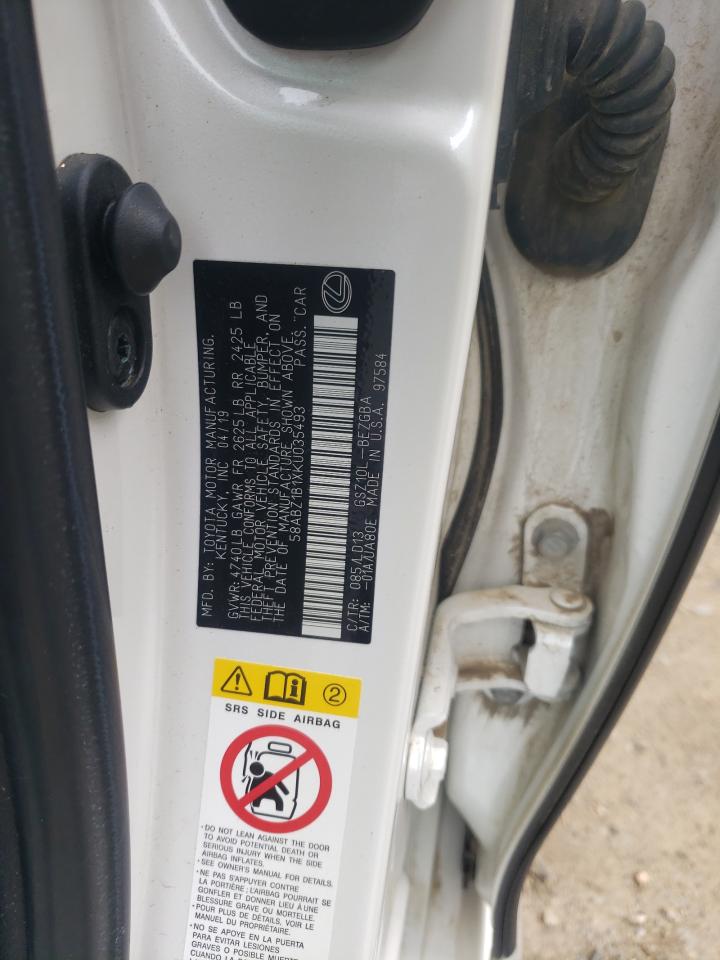 MFD. BY: TOYOTA MOTOR MANUFACTURING.
KENTUCKY, INC 04/19
GVWR: 4740LB GAWR FR 2625LB RR 2425 LB
THIS VEHICLE CONFORMS TO ALL APPLICABLE
FEDERAL MOTOR VEHICLE SAFETY, BUMPER, AND
THEFT PREVENTION STANDARDS IN EFFECT ON
THE DATE OF MANUFACTURE SHOWN ABOVE.
58ABZ1B1XKU035493 PASS. CAR
C/TR: 085/LD13 GSZ10L-BEZGBA
A/TM: -01A/UA80E MADE IN U.S.A. 97584
2
SRS SIDE AIRBAG
•DO NOT LEAN AGAINST THE DOOR
TO AVOID POTENTIAL DEATH OR
SERIOUS INJURY WHEN THE SIDE
AIRBAG INFLATES.
•SEE OWNER'S MANUAL FOR DETAILS.
•NE PAS S'APPUYER CONTRE
LA PORTIÈRE; L'AIRBAG POURRAIT SE
GONFLER ET DONNER LIEU À UNE
BLESSURE GRAVE OU MORTELLE.
•POUR PLUS DE DÉTAILS, VOIR LE
MANUEL DU PROPRIÉTAIRE.
•NO SE APOYE EN LA PUERTA
PARA EVITAR LESIONES
GRAVES O POSIBLE MUERTE
CUANDO LA